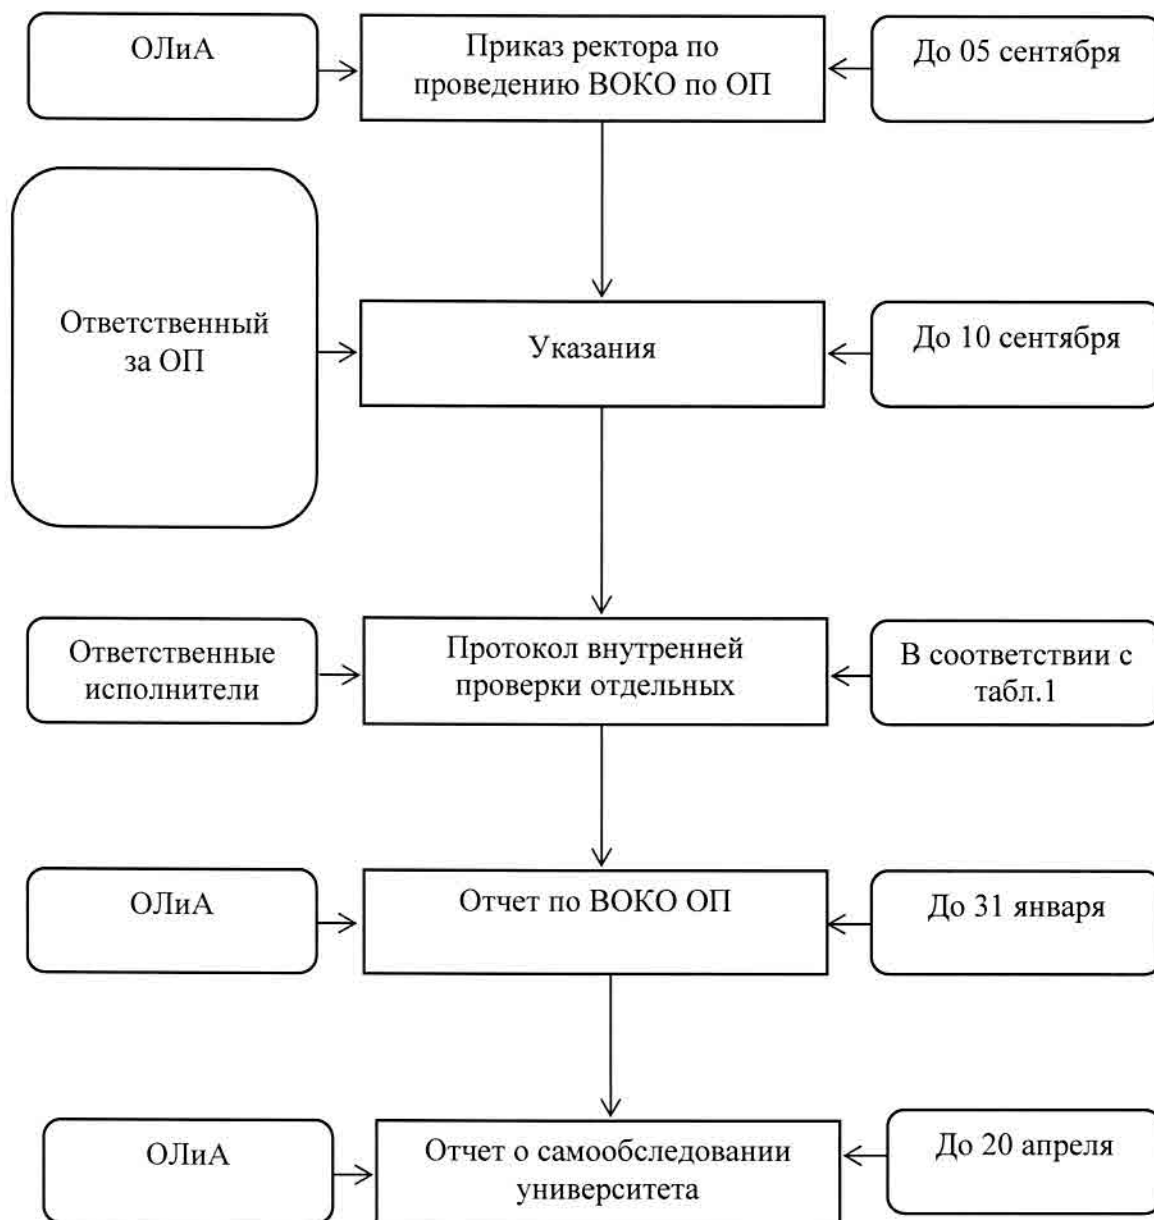 ОЛиА
Приказ ректора по
проведению ВОКО по ОП
До 05 сентября
Ответственный
за ОП
Указания
До 10 сентября
Ответственные
исполнители
Протокол внутренней
проверки отдельных
В соответствии с
табл.1
ОЛиА
Отчет по ВОКО ОП
До 31 января
ОЛиА
Отчет о самообследовании
университета
До 20 апреля